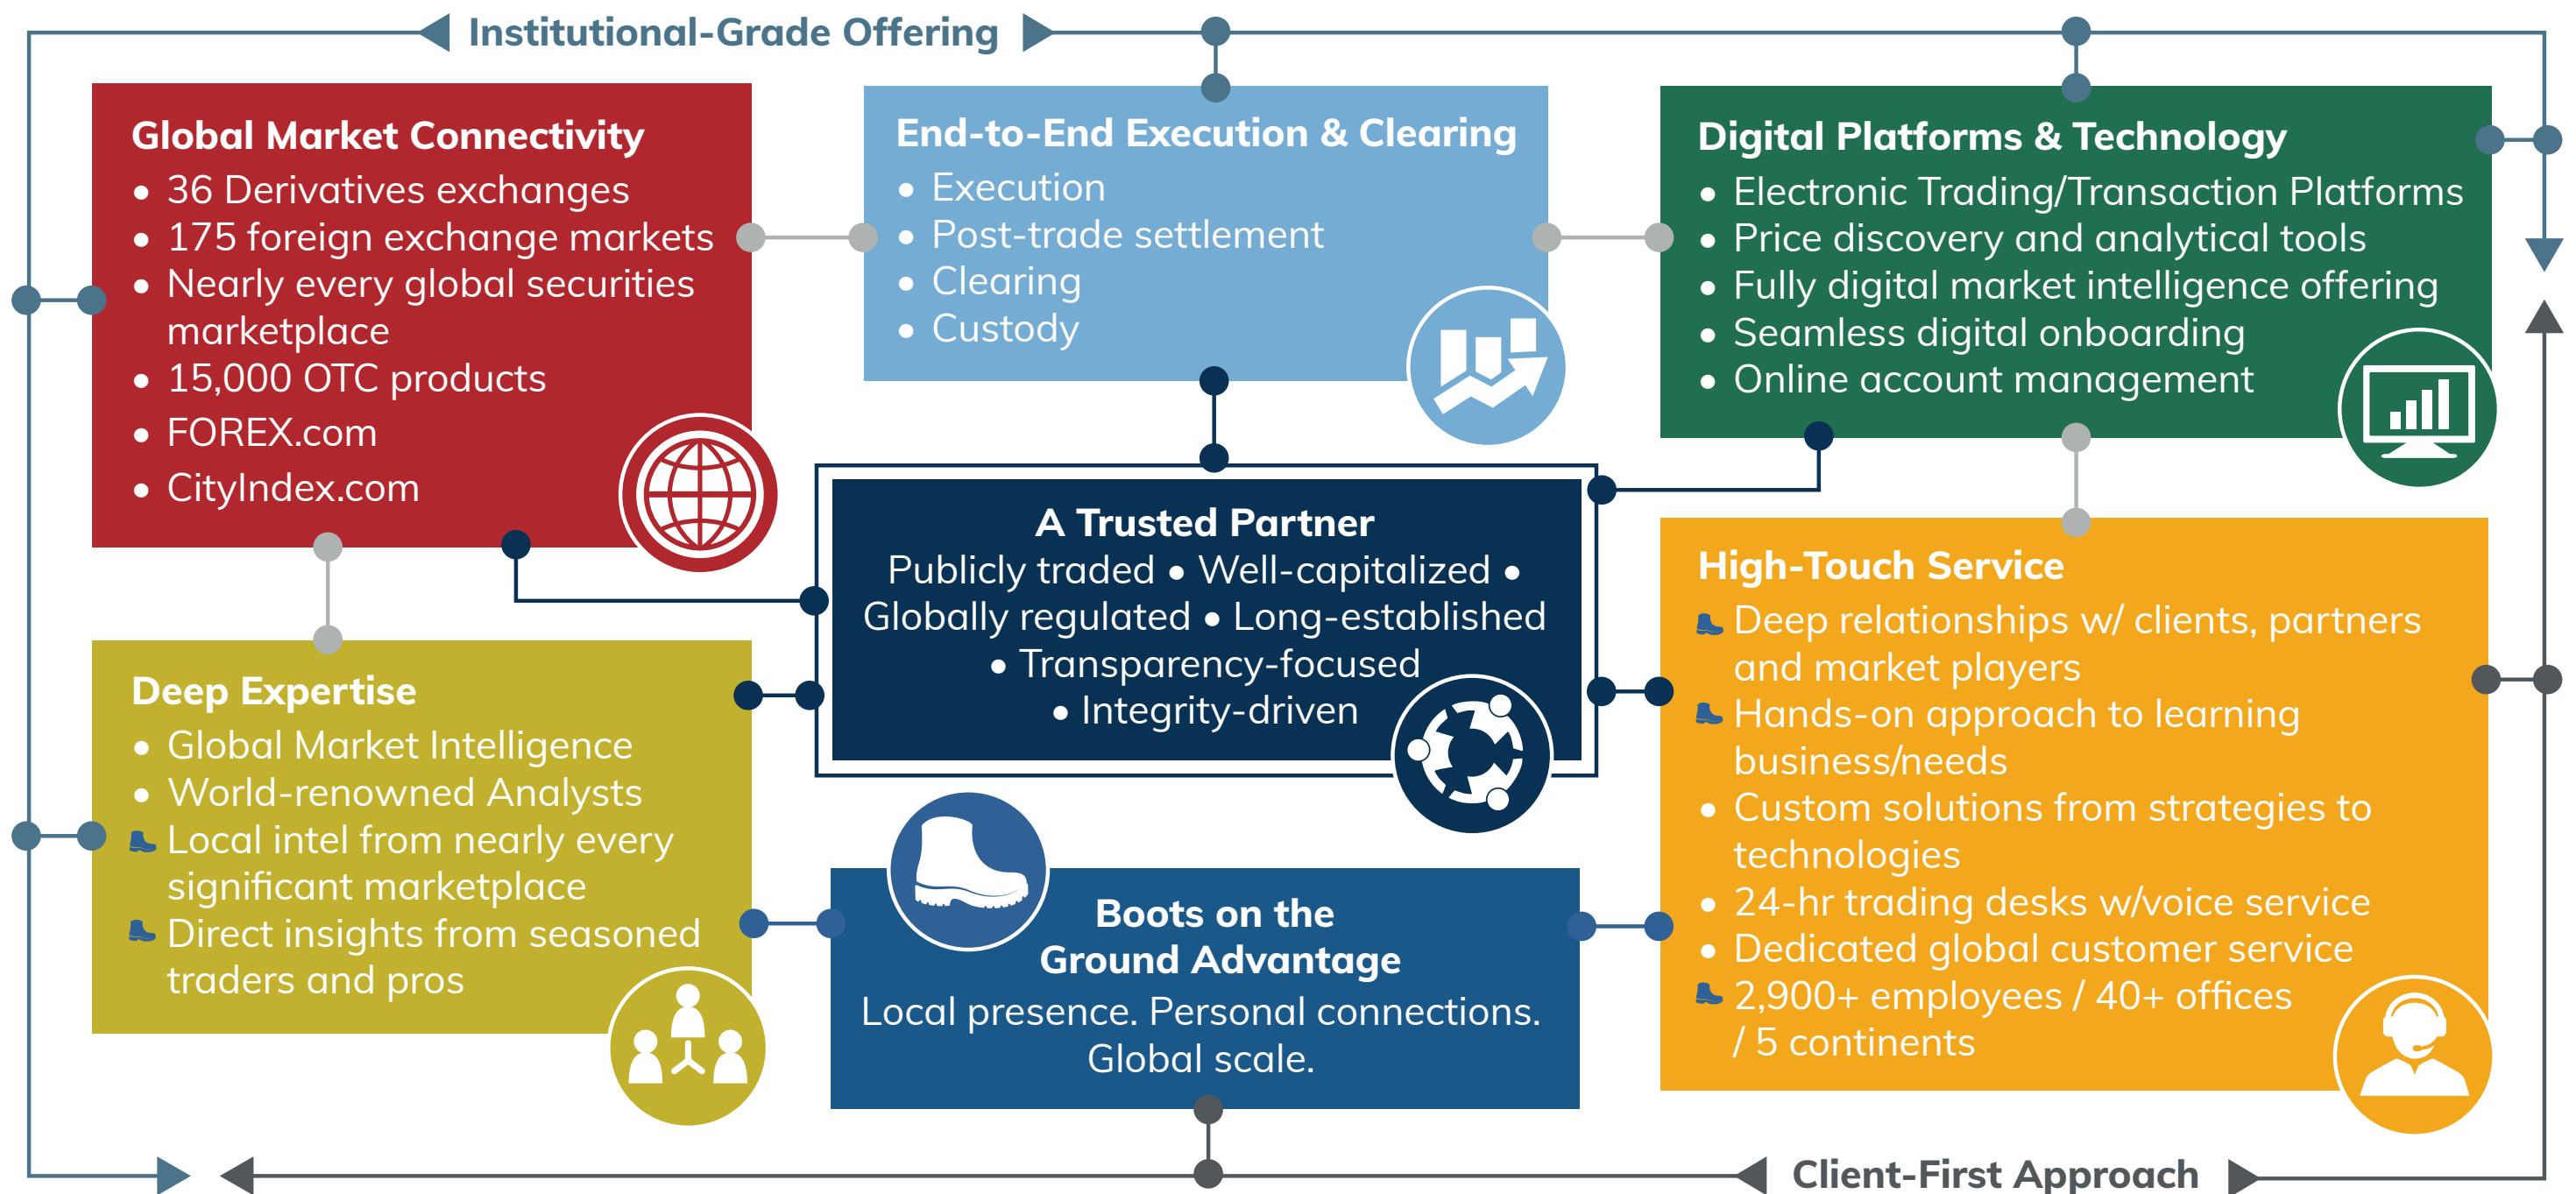 Institutional-Grade Offering
Global Market Connectivity
• 36 Derivatives exchanges
• 175 foreign exchange markets
• Nearly every global securities
marketplace
• 15,000 OTC products
• FOREX.com
• CityIndex.com
End-to-End Execution & Clearing
• Execution
• Post-trade settlement
• Clearing
• Custody
Digital Platforms & Technology
• Electronic Trading/Transaction Platforms
• Price discovery and analytical tools
• Fully digital market intelligence offering
• Seamless digital onboarding
• Online account management
A Trusted Partner
Publicly traded • Well-capitalized •
Globally regulated • Long-established
• Transparency-focused
• Integrity-driven
Deep Expertise
• Global Market Intelligence
• World-renowned Analysts
Local intel from nearly every
significant marketplace
Direct insights from seasoned
traders and pros
Boots on the
Ground Advantage
Local presence. Personal connections.
Global scale.
High-Touch Service
Deep relationships w/ clients, partners
and market players
Hands-on approach to learning
business/needs
• Custom solutions from strategies to
technologies
• 24-hr trading desks w/voice service
• Dedicated global customer service
2,900+ employees / 40+ offices
/ 5 continents
Client-First Approach